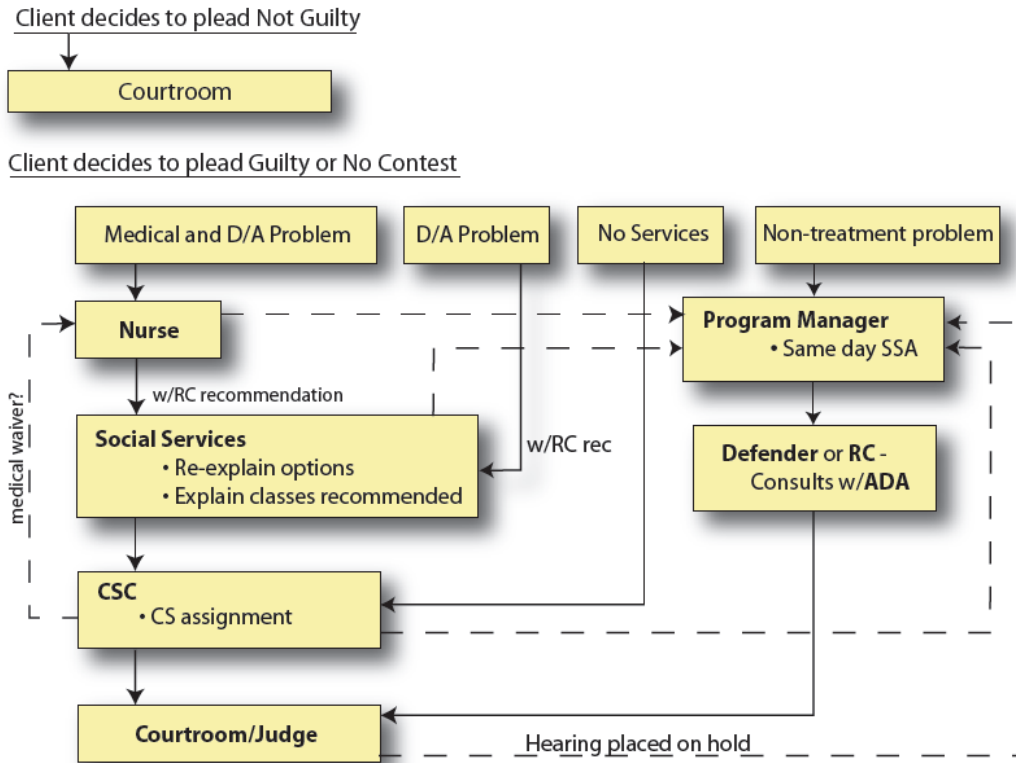 Client decides to plead Not Guilty
Courtroom
Client decides to plead Guilty or No Contest
Medical and D/A Problem
D/A Problem
No Services
Non-treatment problem
Nurse
Program Manager
• Same day SSA
w/RC recommendation
medical waiver?
Social Services
• Re-explain options
• Explain classes recommended
w/RC rec
Defender or RC -
Consults w/ADA
CSC
• CS assignment
Courtroom/Judge
Hearing placed on hold